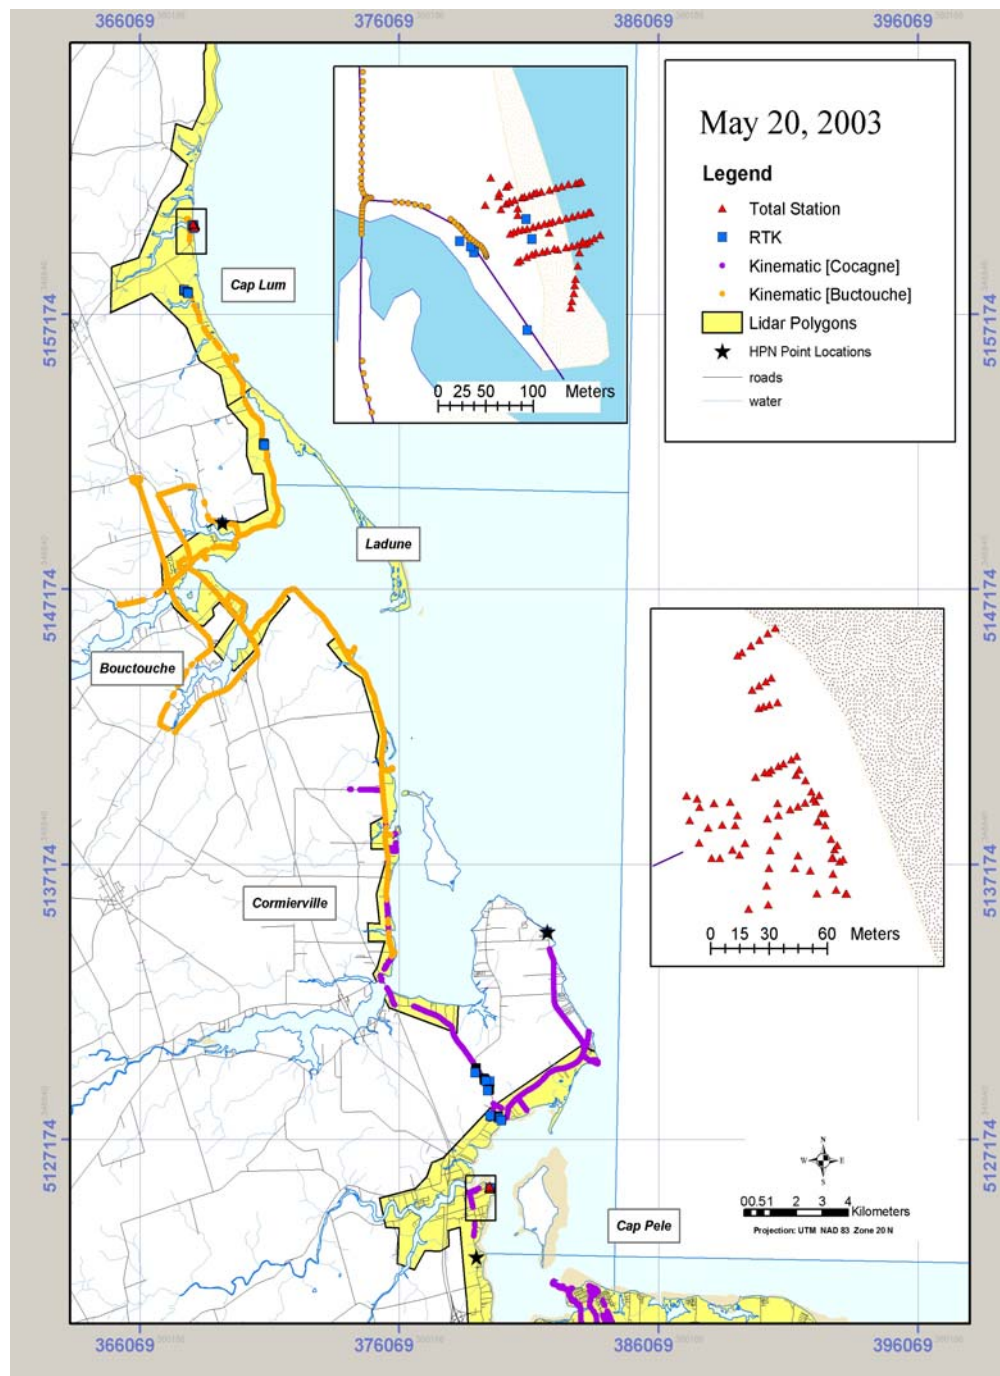 366069
376069
386069
396069
May 20, 2003
Legend
Total Station
RTK
Kinematic [Cocagne]
Kinematic [Buctouche]
Lidar Polygons
HPN Point Locations
roads
water
0 25 50 100 Meters
Cap Lum
5157174
5157174
Ladune
5147174
5147174
Bouctouche
5137174
5137174
Cormierville
0 15 30 60 Meters
5127174
5127174
N
W E
S
0 0.5 1 2 3 4 Kilometers
Projection: UTM NAD 83 Zone 20 N
Cap Pele
366069
376069
386069
396069